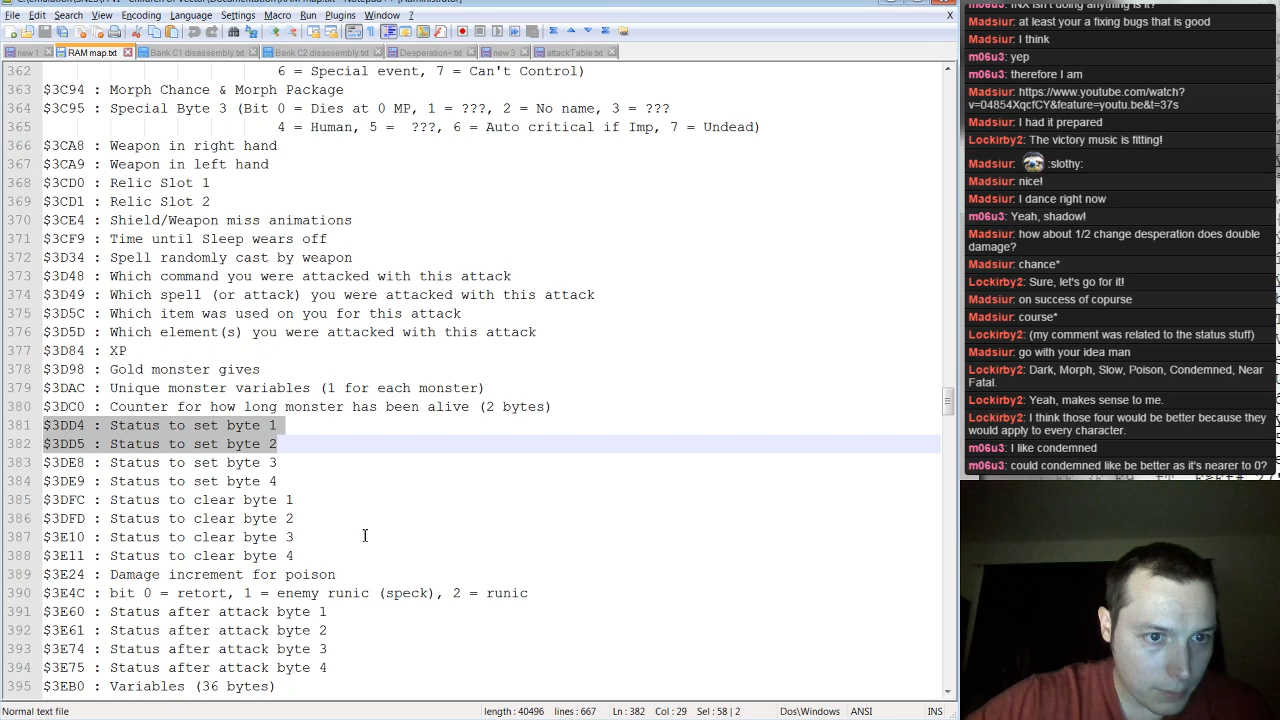 File Edit Search View Encoding Language Settings Macro Run Plugins Window ? X
new 1 RAM map.txt Bank C1 disassembly.txt Bank C2 disassembly.txt Desperation+.txt new 3 attackTable.txt
362 6 = Special event, 7 = Can't Control)
363 $3C94 : Morph Chance & Morph Package
364 $3C95 : Special Byte 3 (Bit 0 = Dies at 0 MP, 1 = ???, 2 = No name, 3 = ???
365 4 = Human, 5 = ???, 6 = Auto critical if Imp, 7 = Undead)
366 $3CA8 : Weapon in right hand
367 $3CA9 : Weapon in left hand
368 $3CD0 : Relic Slot 1
369 $3CD1 : Relic Slot 2
370 $3CE4 : Shield/Weapon miss animations
371 $3CF9 : Time until Sleep wears off
372 $3D34 : Spell randomly cast by weapon
373 $3D48 : Which command you were attacked with this attack
374 $3D49 : Which spell (or attack) you were attacked with this attack
375 $3D5C : Which item was used on you for this attack
376 $3D5D : Which element(s) you were attacked with this attack
377 $3D84 : XP
378 $3D98 : Gold monster gives
379 $3DAC : Unique monster variables (1 for each monster)
380 $3DC0 : Counter for how long monster has been alive (2 bytes)
381 $3DD4 : Status to set byte 1
382 $3DD5 : Status to set byte 2
383 $3DE8 : Status to set byte 3
384 $3DE9 : Status to set byte 4
385 $3DFC : Status to clear byte 1
386 $3DFD : Status to clear byte 2
387 $3E10 : Status to clear byte 3
388 $3E11 : Status to clear byte 4
389 $3E24 : Damage increment for poison
390 $3E4C : bit 0 = retort, 1 = enemy runic (speck), 2 = runic
391 $3E60 : Status after attack byte 1
392 $3E61 : Status after attack byte 2
393 $3E74 : Status after attack byte 3
394 $3E75 : Status after attack byte 4
395 $3EB0 : Variables (36 bytes)
Normal text file length : 40496 lines : 667 Ln : 382 Col : 29 Sel : 58 | 2 Dos\Windows ANSI INS
Madsiur: at least your a fixing bugs that is good
Madsiur: I think
m06u3: yep
m06u3: therefore I am
Madsiur: https://www.youtube.com/watch?
v=04854XqcfCY&feature=youtu.be&t=37s
Madsiur: I had it prepared
Lockirby2: The victory music is fitting!
Madsiur: :slothy:
Madsiur: nice!
Madsiur: I dance right now
m06u3: Yeah, shadow!
Madsiur: how about 1/2 change desperation does double
damage?
Madsiur: chance*
Lockirby2: Sure, let's go for it!
Madsiur: on success of copurse
Madsiur: course*
Lockirby2: (my comment was related to the status stuff)
Madsiur: go with your idea man
Lockirby2: Dark, Morph, Slow, Poison, Condemned, Near
Fatal.
Lockirby2: Yeah, makes sense to me.
Lockirby2: I think those four would be better because they
would apply to every character.
m06u3: I like condemned
m06u3: could condemned like be better as it's nearer to 0?